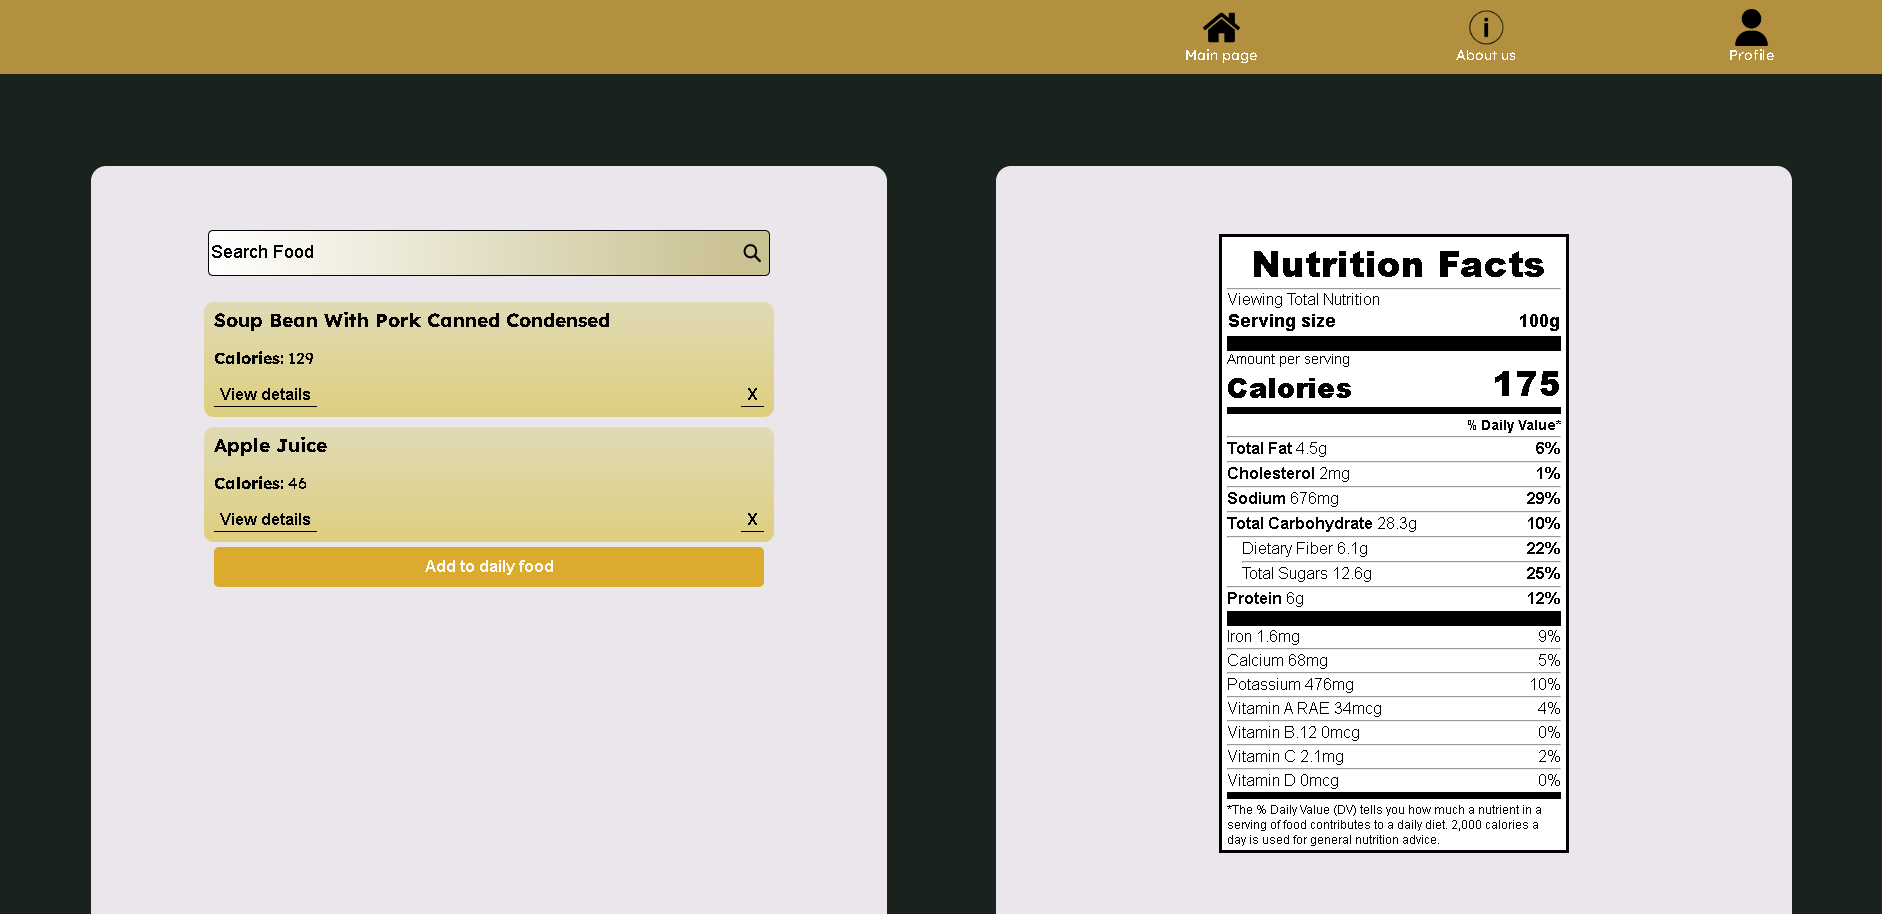 Main page
About us
Profile
Search Food
Soup Bean With Pork Canned Condensed
Calories: 129
View details X
Apple Juice
Calories: 46
View details X
Add to daily food
Nutrition Facts
Viewing Total Nutrition
Serving size 100g
Amount per serving
Calories 175
% Daily Value*
Total Fat 4.5g 6%
Cholesterol 2mg 1%
Sodium 676mg 29%
Total Carbohydrate 28.3g 10%
Dietary Fiber 6.1g 22%
Total Sugars 12.6g 25%
Protein 6g 12%
Iron 1.6mg 9%
Calcium 68mg 5%
Potassium 476mg 10%
Vitamin A RAE 34mcg 4%
Vitamin B.12 0mcg 0%
Vitamin C 2.1mg 2%
Vitamin D 0mcg 0%
*The % Daily Value (DV) tells you how much a nutrient in a
serving of food contributes to a daily diet. 2,000 calories a
day is used for general nutrition advice.